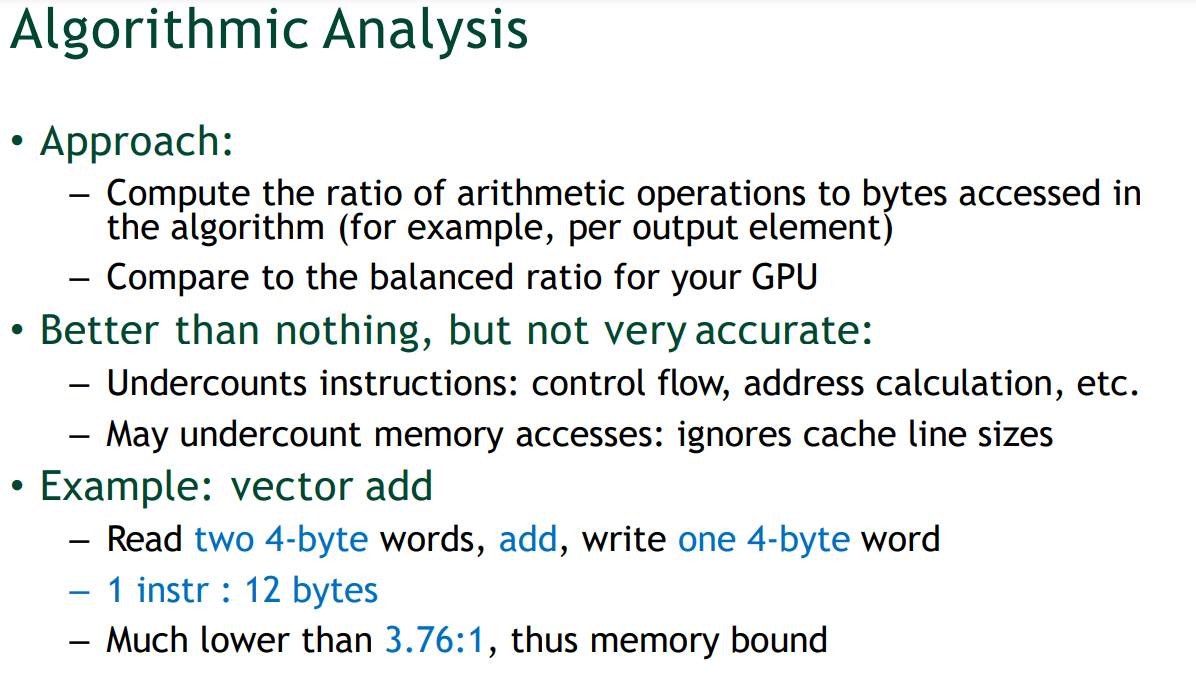 Algorithmic Analysis
• Approach:
– Compute the ratio of arithmetic operations to bytes accessed in
the algorithm (for example, per output element)
– Compare to the balanced ratio for your GPU
• Better than nothing, but not very accurate:
– Undercounts instructions: control flow, address calculation, etc.
– May undercount memory accesses: ignores cache line sizes
• Example: vector add
– Read two 4-byte words, add, write one 4-byte word
– 1 instr : 12 bytes
– Much lower than 3.76:1, thus memory bound